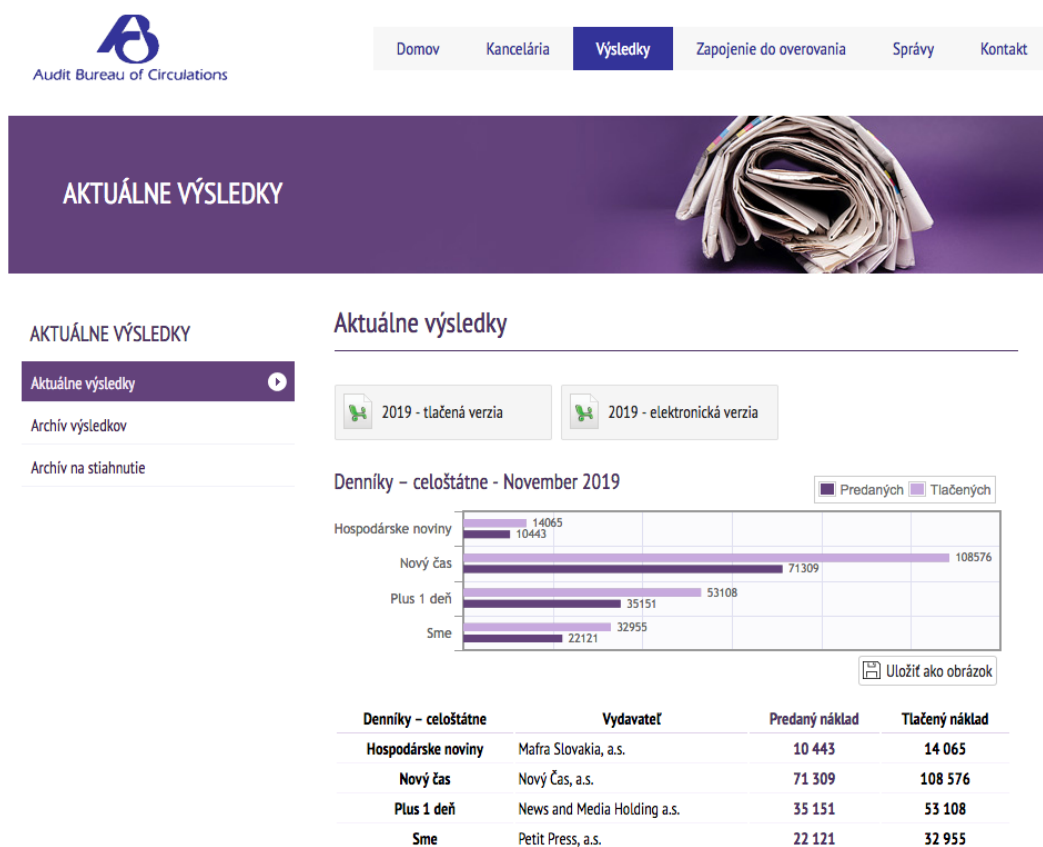 Audit Bureau of Circulations
Domov Kancelária Výsledky Zapojenie do overovania Správy Kontakt
AKTUÁLNE VÝSLEDKY
AKTUÁLNE VÝSLEDKY
Aktuálne výsledky
Archív výsledkov
Archív na stiahnutie
Aktuálne výsledky
2019 - tlačená verzia 2019 - elektronická verzia
Denníky – celoštátne - November 2019
Predaných Tlačených
Hospodárske noviny 14065
10443
Nový čas 108576
71309
Plus 1 deň 53108
35151
Sme 32955
22121
Uložiť ako obrázok
Denníky – celoštátne Vydavateľ Predaný náklad Tlačený náklad
Hospodárske noviny Mafra Slovakia, a.s. 10 443 14 065
Nový čas Nový Čas, a.s. 71 309 108 576
Plus 1 deň News and Media Holding a.s. 35 151 53 108
Sme Petit Press, a.s. 22 121 32 955